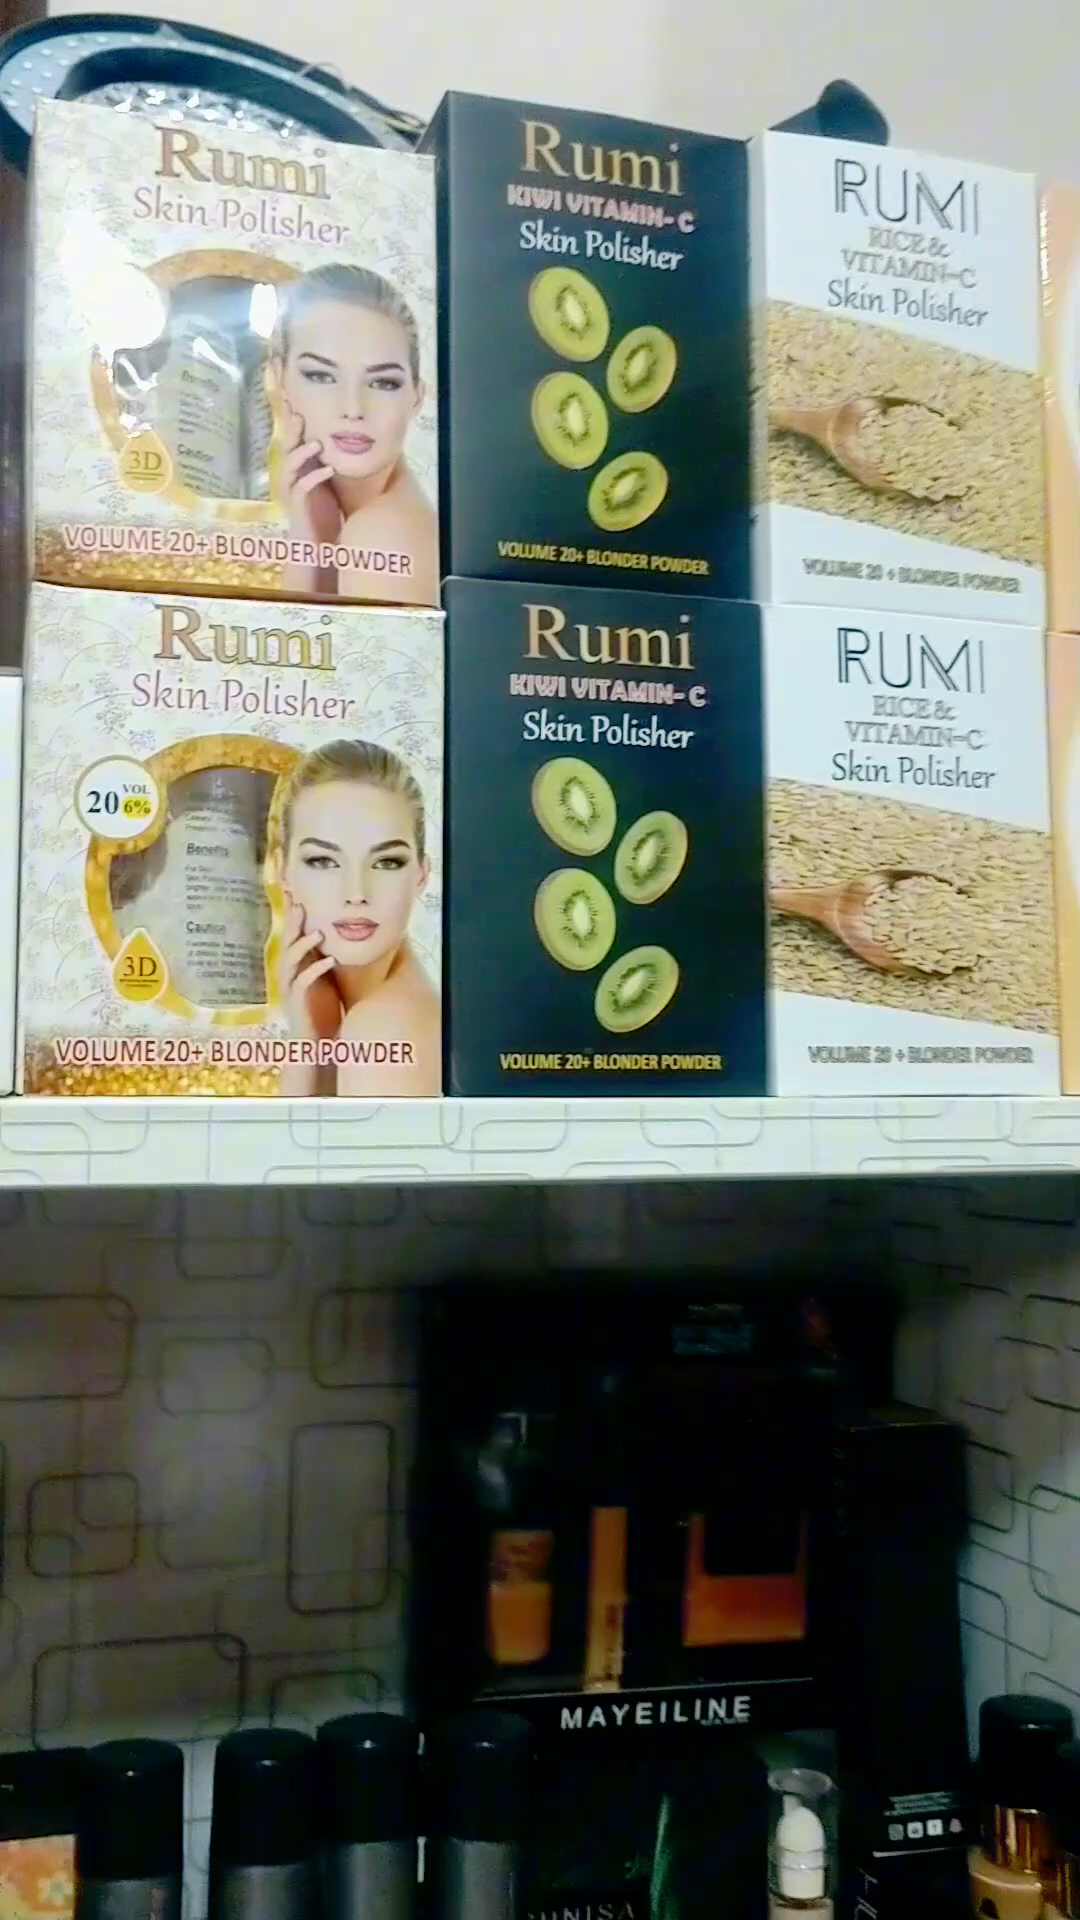 Rumi
Skin Polisher
Benefits
Caution
3D
VOLUME 20+ BLONDER POWDER
Rumi
KIWI VITAMIN- C
Skin Polisher
VOLUME 20+ BLONDER POWDER
RUMI
RICE &
VITAMIN-C
Skin Polisher
VOLUME 20 + BLONDER POWDER
Rumi
Skin Polisher
20 VOL
6%
Benefits
Caution
3D
VOLUME 20+ BLONDER POWDER
Rumi
KIWI VITAMIN- C
Skin Polisher
VOLUME 20+ BLONDER POWDER
RUMI
RICE &
VITAMIN-C
Skin Polisher
VOLUME 20 + BLONDER POWDER
MAYEILINE